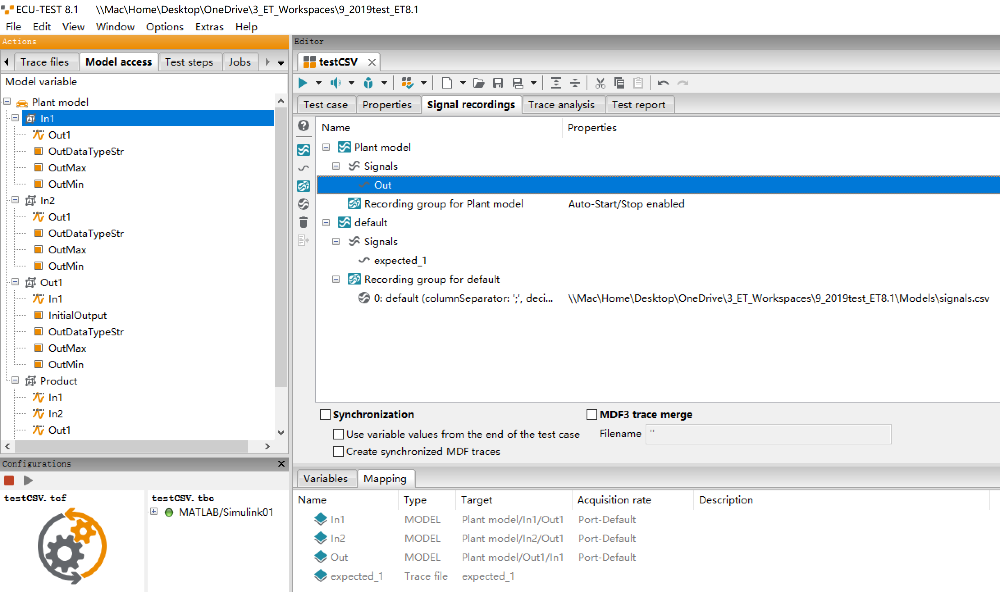 ECU-TEST 8.1 \\Mac\Home\Desktop\OneDrive\3_ET_Workspaces\9_2019test_ET8.1
File Edit View Window Options Extras Help
Actions
Trace files Model access Test steps Jobs
Model variable
Plant model
In1
Out1
OutDataTypeStr
OutMax
OutMin
In2
Out1
OutDataTypeStr
OutMax
OutMin
Out1
In1
InitialOutput
OutDataTypeStr
OutMax
OutMin
Product
In1
In2
Out1
Configurations
testCSV.tcf
testCSV.tbc
MATLAB/Simulink01
Editor
testCSV
Test case Properties Signal recordings Trace analysis Test report
Name Properties
Plant model
Signals
Out
Recording group for Plant model Auto-Start/Stop enabled
default
Signals
expected_1
Recording group for default
0: default (columnSeparator: ';', deci... \\Mac\Home\Desktop\OneDrive\3_ET_Workspaces\9_2019test_ET8.1\Models\signals.csv
Synchronization MDF3 trace merge
Use variable values from the end of the test case Filename ''
Create synchronized MDF traces
Variables Mapping
Name Type Target Acquisition rate Description
In1 MODEL Plant model/In1/Out1 Port-Default
In2 MODEL Plant model/In2/Out1 Port-Default
Out MODEL Plant model/Out1/In1 Port-Default
expected_1 Trace file expected_1